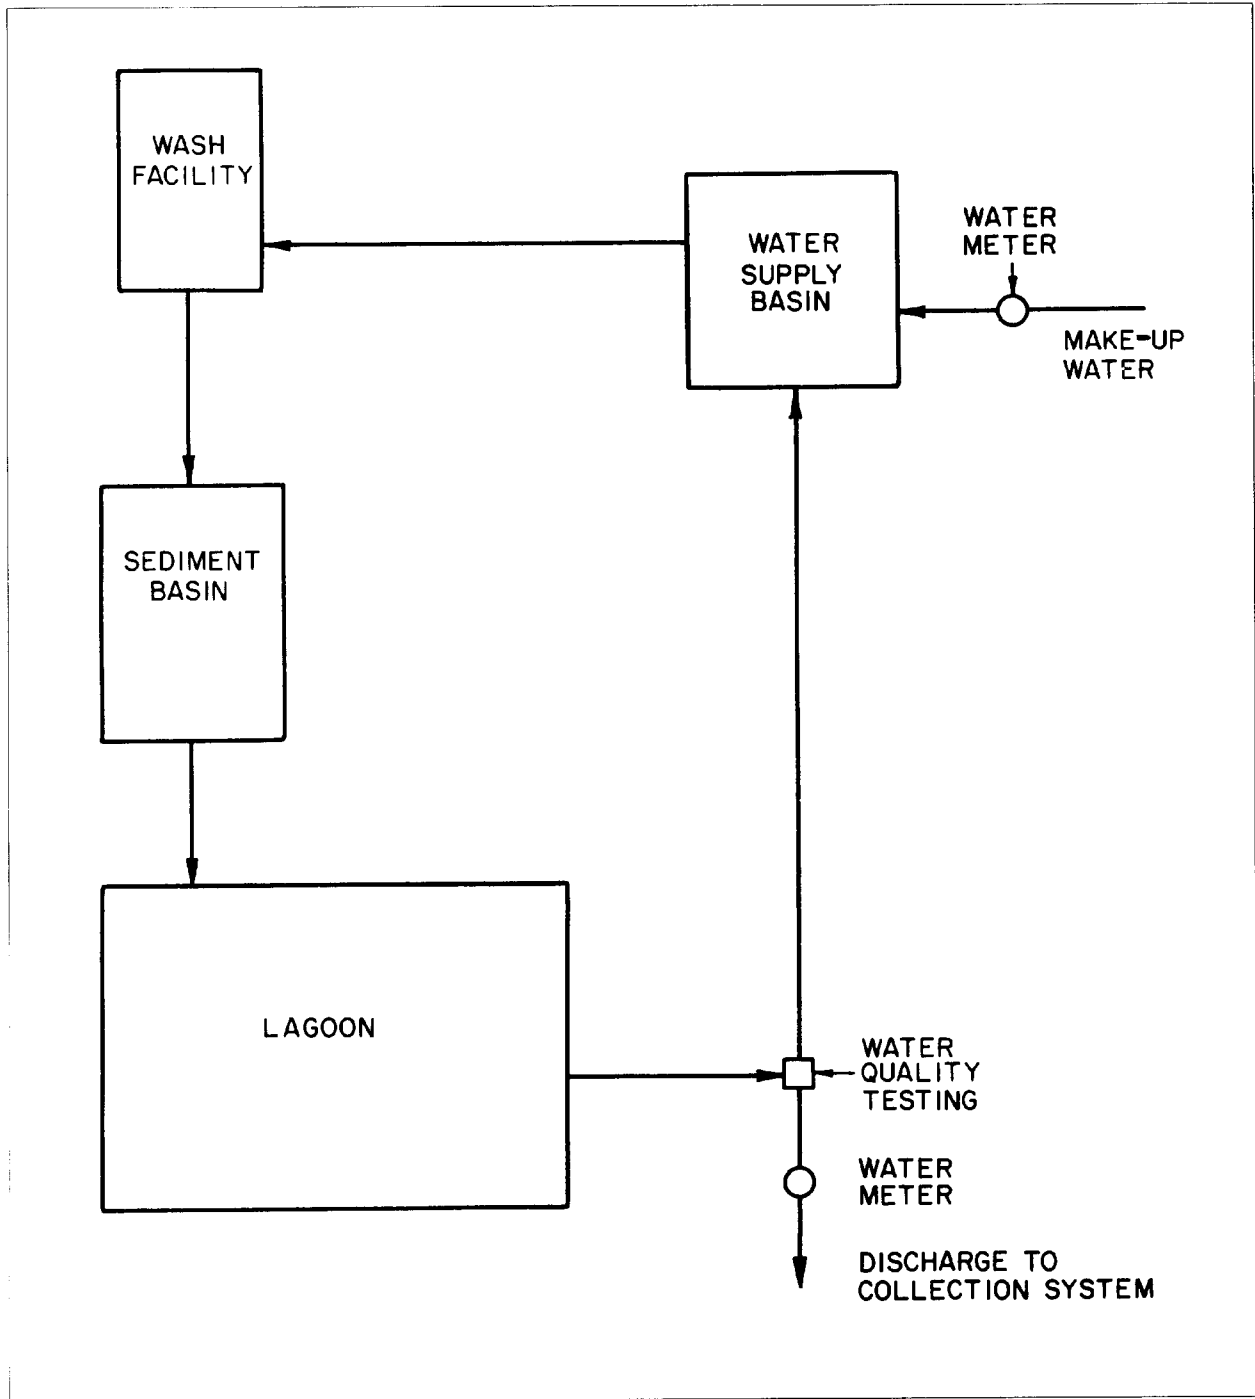 WASH
FACILITY
WATER
SUPPLY
BASIN
WATER
METER
MAKE-UP
WATER
SEDIMENT
BASIN
LAGOON
WATER
QUALITY
TESTING
WATER
METER
DISCHARGE TO
COLLECTION SYSTEM